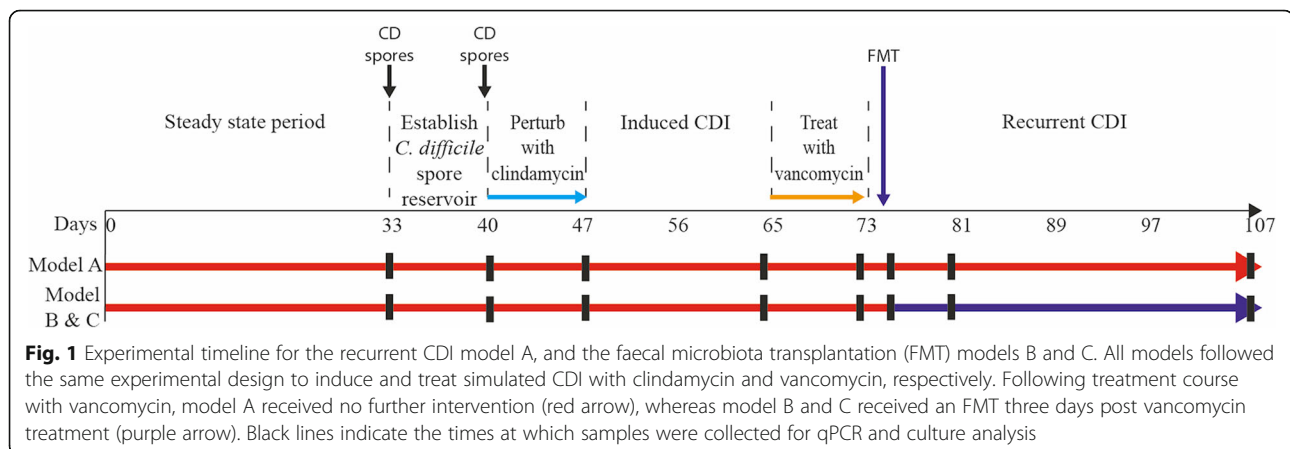 CD
spores
CD
spores
FMT
Steady state period
Establish
C. difficile
spore
reservoir
Perturb
with
clindamycin
Induced CDI
Treat
with
vancomycin
Recurrent CDI
Days 0 33 40 47 56 65 73 81 89 97 107
Model A
Model
B & C
Fig. 1 Experimental timeline for the recurrent CDI model A, and the faecal microbiota transplantation (FMT) models B and C. All models followed
the same experimental design to induce and treat simulated CDI with clindamycin and vancomycin, respectively. Following treatment course
with vancomycin, model A received no further intervention (red arrow), whereas model B and C received an FMT three days post vancomycin
treatment (purple arrow). Black lines indicate the times at which samples were collected for qPCR and culture analysis